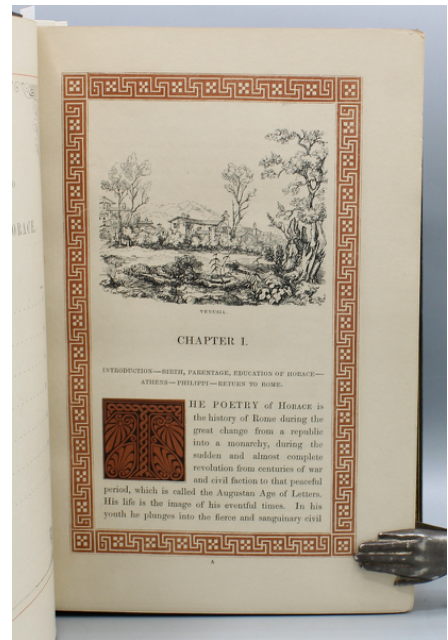 ORACE.
VENUSIA.
CHAPTER I.
INTRODUCTION—BIRTH, PARENTAGE, EDUCATION OF HORACE—
ATHENS—PHILIPPI—RETURN TO ROME.
THE POETRY of HORACE is
the history of Rome during the
great change from a republic
into a monarchy, during the
sudden and almost complete
revolution from centuries of war
and civil faction to that peaceful
period, which is called the Augustan Age of Letters.
His life is the image of his eventful times. In his
youth he plunges into the fierce and sanguinary civil
A